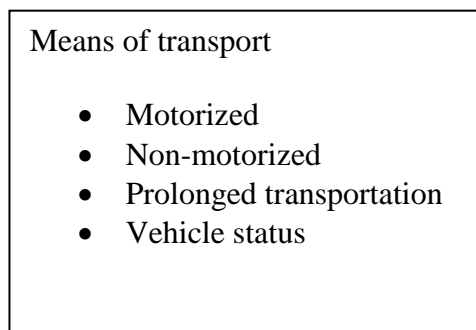 Means of transport
• Motorized
• Non-motorized
• Prolonged transportation
• Vehicle status